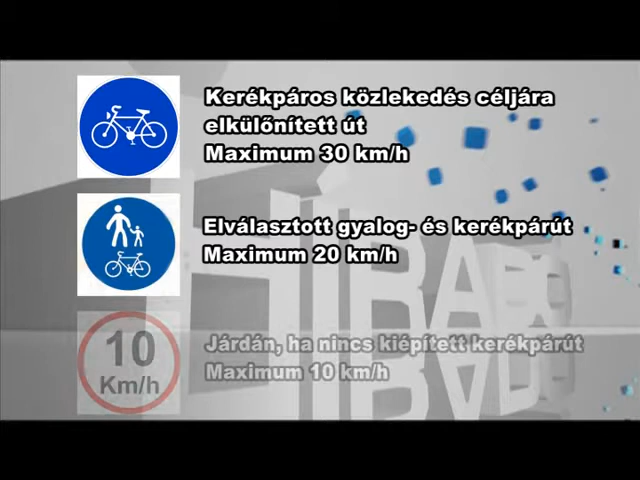 Kerékpáros közlekedés céljára
elkülőnített út
Maximum 30 km/h
Elválasztott gyalog- és kerékpárút
Maximum 20 km/h
10
Km/h
Járdán, ha nincs kiépített kerékpárút
Maximum 10 km/h